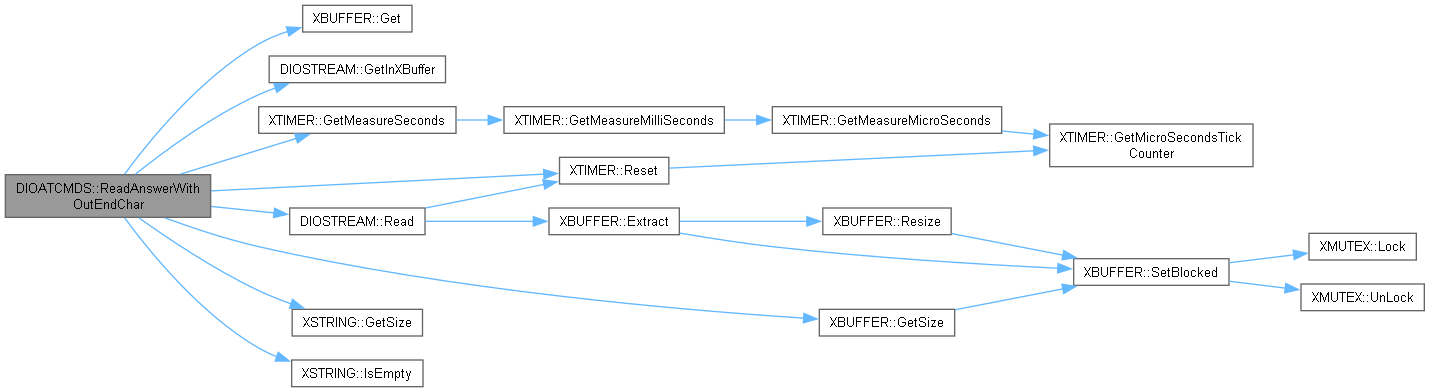 XBUFFER::Get
DIOSTREAM::GetInXBuffer
XTIMER::GetMeasureSeconds
XTIMER::GetMeasureMilliSeconds
XTIMER::GetMeasureMicroSeconds
XTIMER::GetMicroSecondsTick
Counter
XTIMER::Reset
DIOATCMDS::ReadAnswerWith
OutEndChar
DIOSTREAM::Read
XBUFFER::Extract
XBUFFER::Resize
XMUTEX::Lock
XBUFFER::SetBlocked
XMUTEX::UnLock
XSTRING::GetSize
XBUFFER::GetSize
XSTRING::IsEmpty